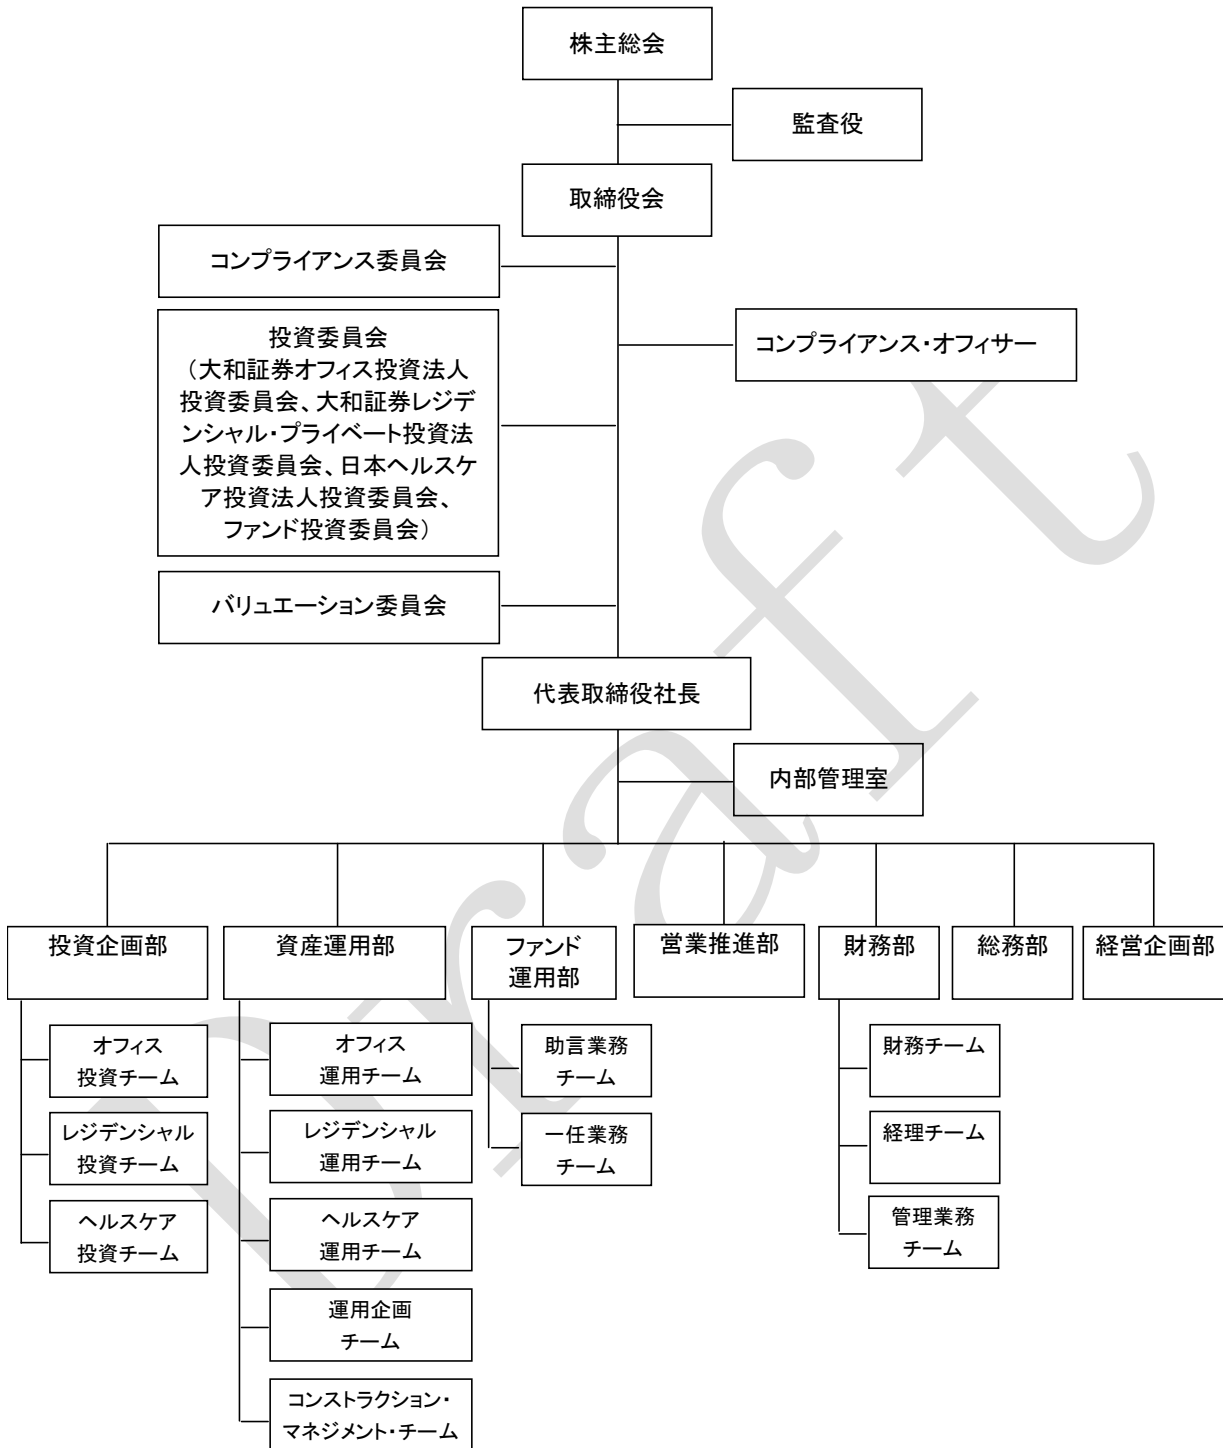 株主総会
監査役
取締役会
コンプライアンス委員会
投資委員会
（大和証券オフィス投資法人
投資委員会、大和証券レジデ
ンシャル・プライベート投資法
人投資委員会、日本ヘルスケ
ア投資法人投資委員会、
ファンド投資委員会）
コンプライアンス・オフィサー
バリュエーション委員会
代表取締役社長
内部管理室
投資企画部
資産運用部
ファンド
運用部
営業推進部
財務部
総務部
経営企画部
オフィス
投資チーム
レジデンシャル
投資チーム
ヘルスケア
投資チーム
オフィス
運用チーム
レジデンシャル
運用チーム
ヘルスケア
運用チーム
運用企画
チーム
コンストラクション・
マネジメント・チーム
助言業務
チーム
一任業務
チーム
財務チーム
経理チーム
管理業務
チーム
Draft